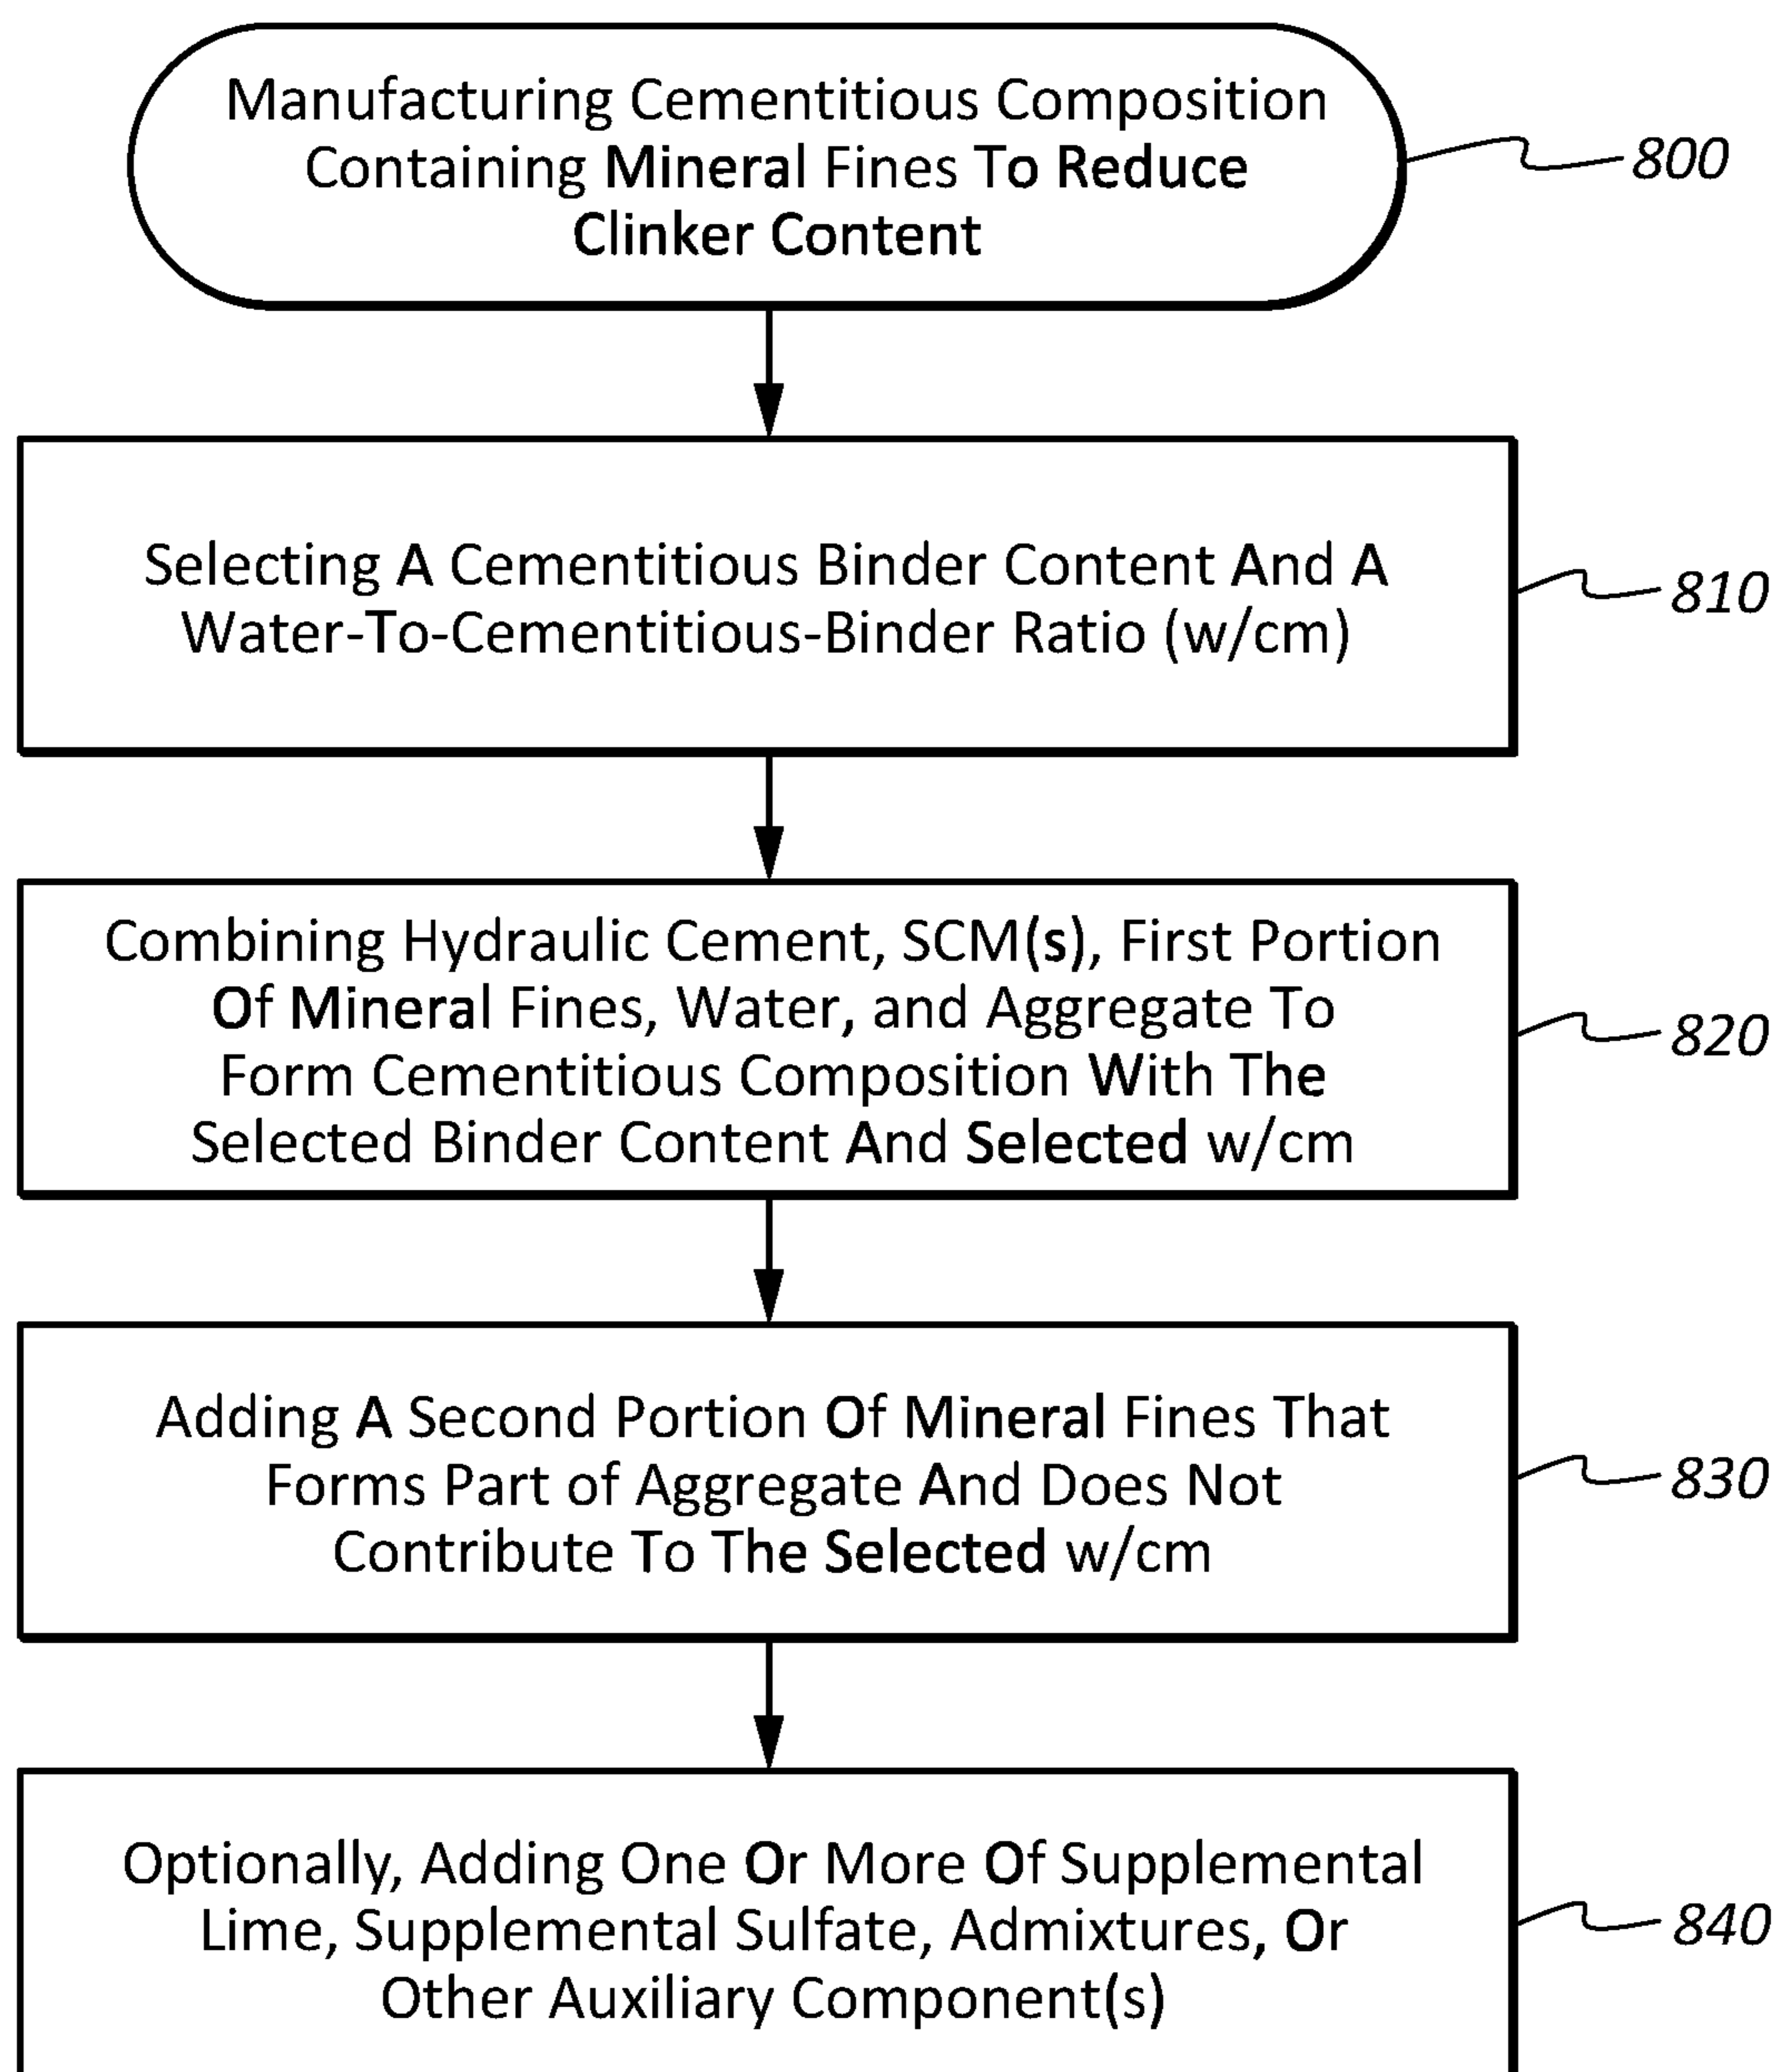 Manufacturing Cementitious Composition
Containing Mineral Fines To Reduce
Clinker Content
800
Selecting A Cementitious Binder Content And A
Water-To-Cementitious-Binder Ratio (w/cm)
810
Combining Hydraulic Cement, SCM(s), First Portion
Of Mineral Fines, Water, and Aggregate To
Form Cementitious Composition With The
Selected Binder Content And Selected w/cm
820
Adding A Second Portion Of Mineral Fines That
Forms Part of Aggregate And Does Not
Contribute To The Selected w/cm
830
Optionally, Adding One Or More Of Supplemental
Lime, Supplemental Sulfate, Admixtures, Or
Other Auxiliary Component(s)
840